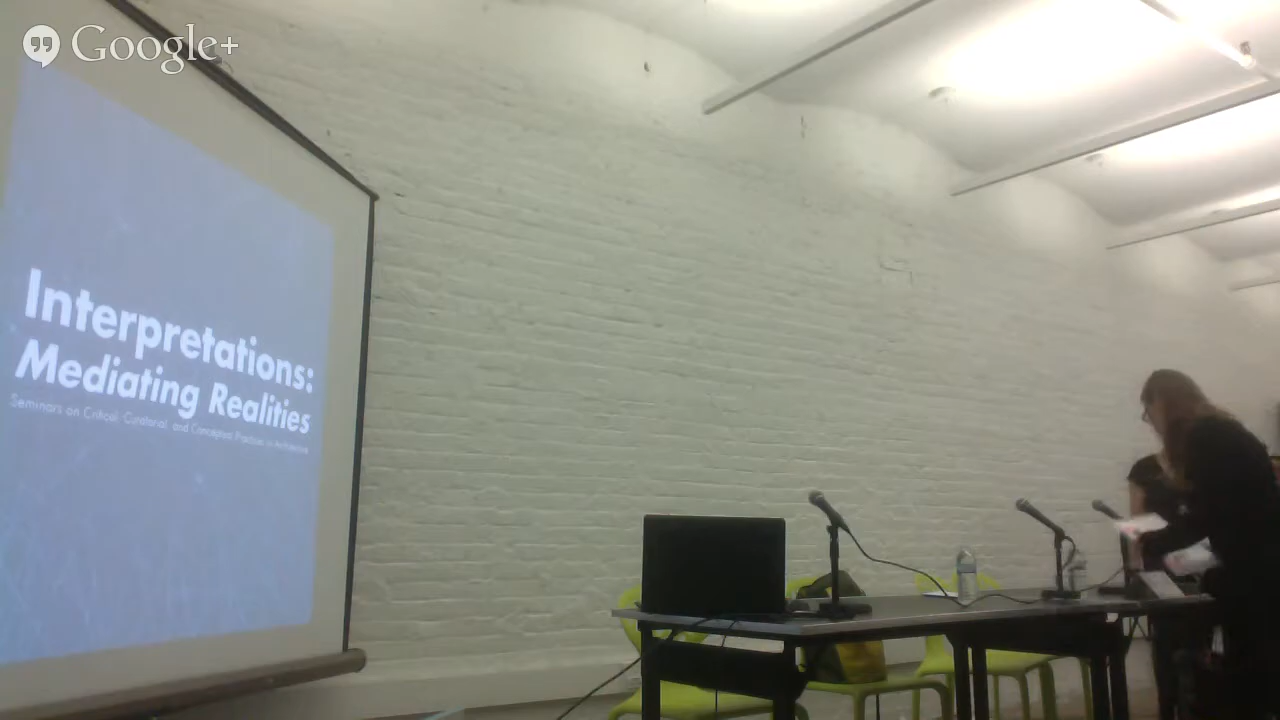 Google+
Interpretations:
Mediating Realities
Seminars on Critical, Curatorial, and Conceptual Practices in Architecture